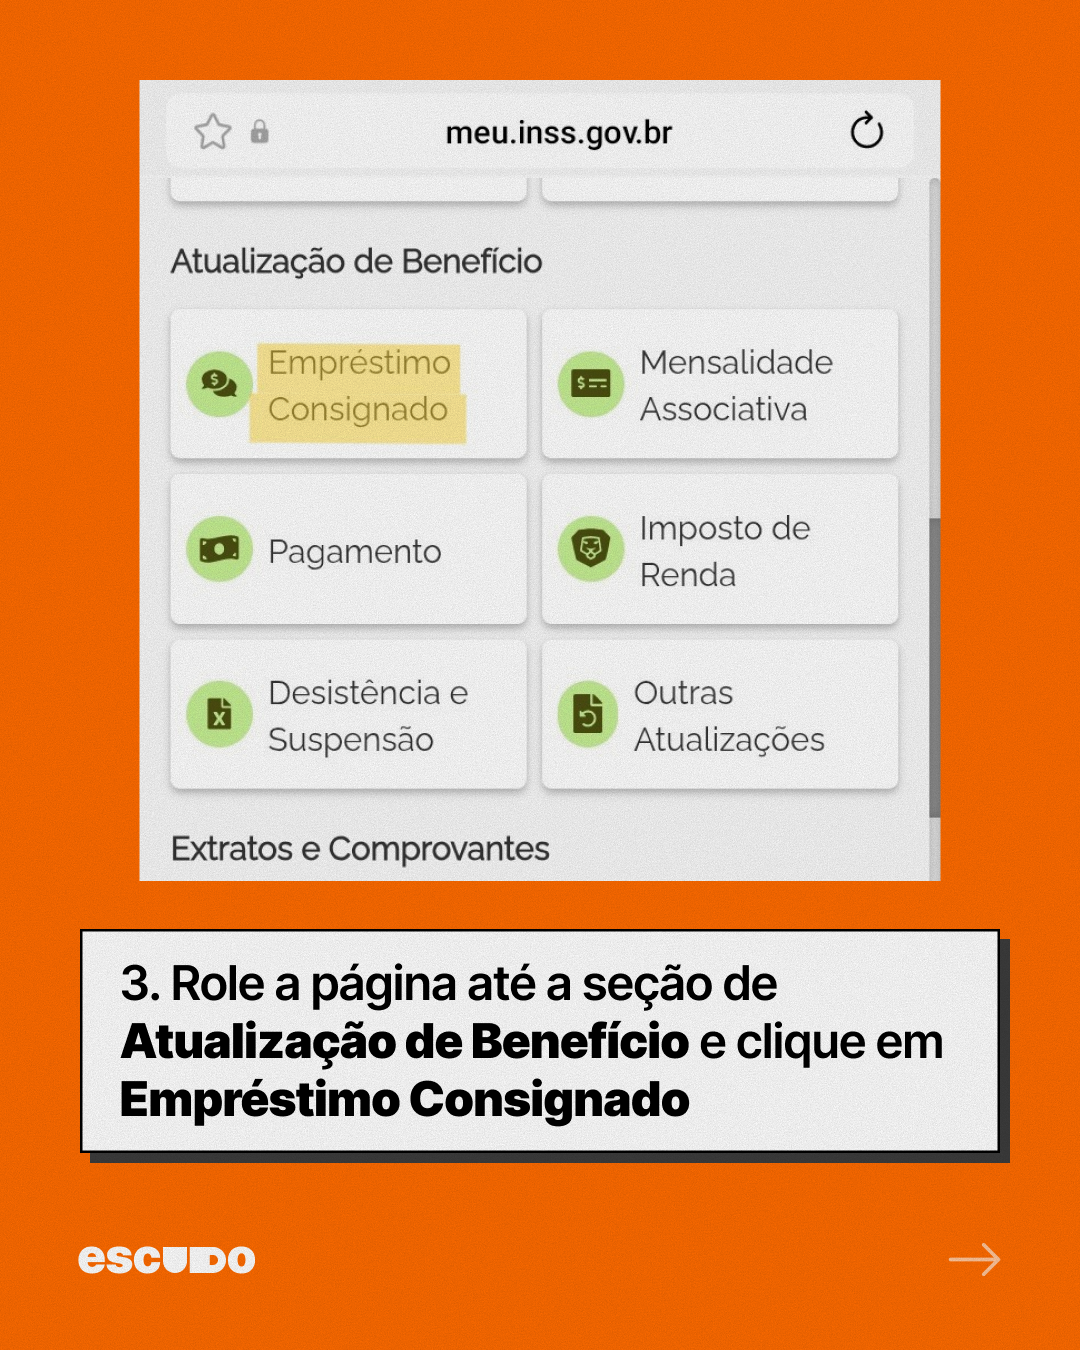 meu.inss.gov.br
Atualização de Benefício
Empréstimo
Consignado
Mensalidade
Associativa
Pagamento
Imposto de
Renda
Desistência e
Suspensão
Outras
Atualizações
Extratos e Comprovantes
3. Role a página até a seção de
Atualização de Benefício e clique em
Empréstimo Consignado
escudo